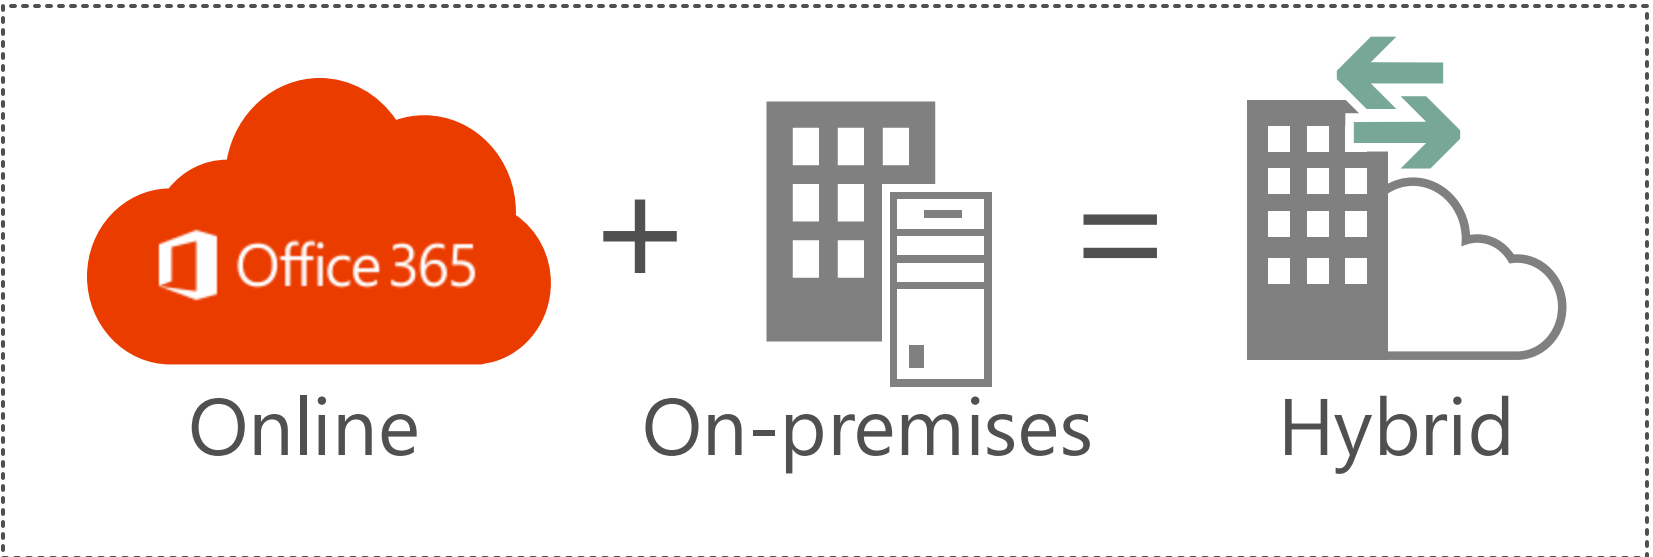 Office 365
+
=
Online
On-premises
Hybrid